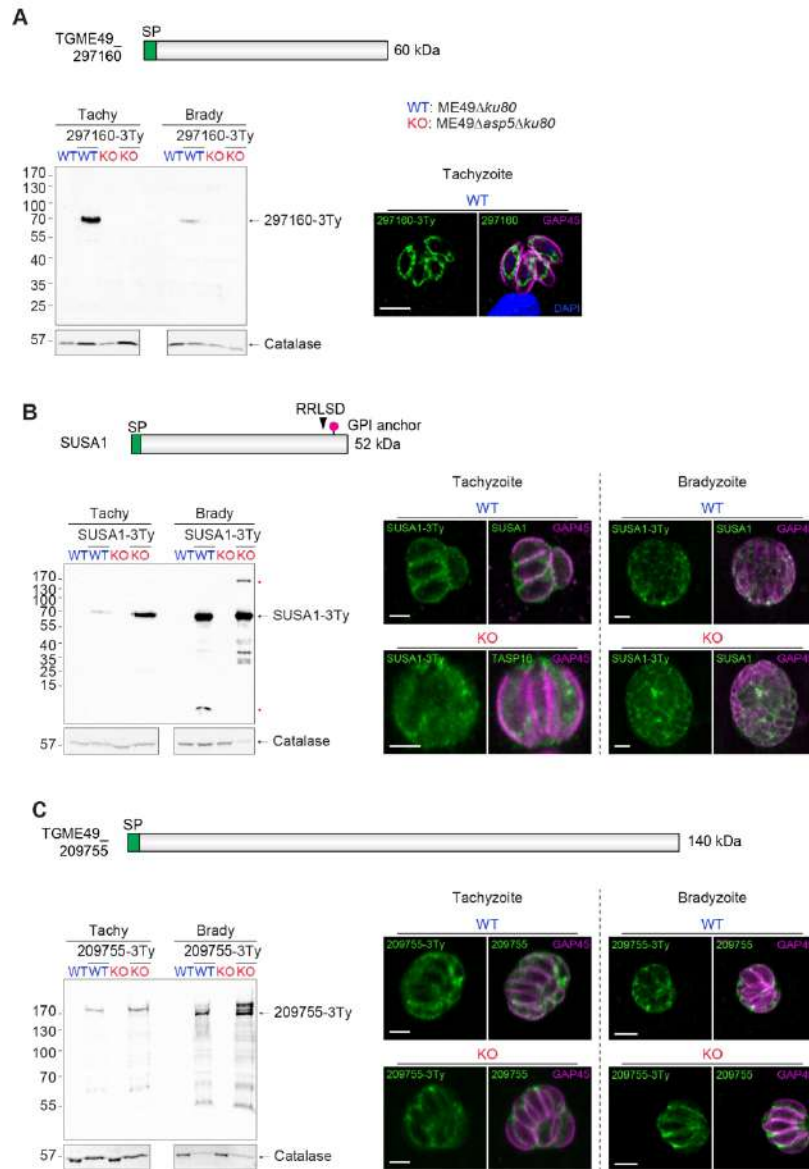 A
SP
TGME49_
297160
60 kDa
WT: ME49Δku80
KO: ME49Δasp5Δku80
Tachy
Brady
297160-3Ty
297160-3Ty
WT WT KO KO
WT WT KO KO
170
130
100
70
55
40
35
25
297160-3Ty
57
Catalase
Tachyzoite
WT
297160-3Ty
297160
GAP45
DAPI
B
RRLSD
SP
GPI anchor
SUSA1
52 kDa
Tachy
Brady
SUSA1-3Ty
SUSA1-3Ty
WT WT KO KO
WT WT KO KO
170
130
100
70
55
40
35
25
15
SUSA1-3Ty
57
Catalase
Tachyzoite
Bradyzoite
WT
WT
SUSA1-3Ty
SUSA1
GAP45
SUSA1-3Ty
SUSA1
GAP4
KO
KO
SUSA1-3Ty
TASP10
GAP45
SUSA1-3Ty
SUSA1
GAP4
C
SP
TGME49_
209755
140 kDa
Tachy
Brady
209755-3Ty
209755-3Ty
WT WT KO KO
WT WT KO KO
170
130
100
70
55
209755-3Ty
57
Catalase
Tachyzoite
Bradyzoite
WT
WT
209755-3Ty
209755
GAP45
209755-3Ty
209755
GAP4
KO
KO
209755-3Ty
209755
GAP45
209755-3Ty
209755
GAP4